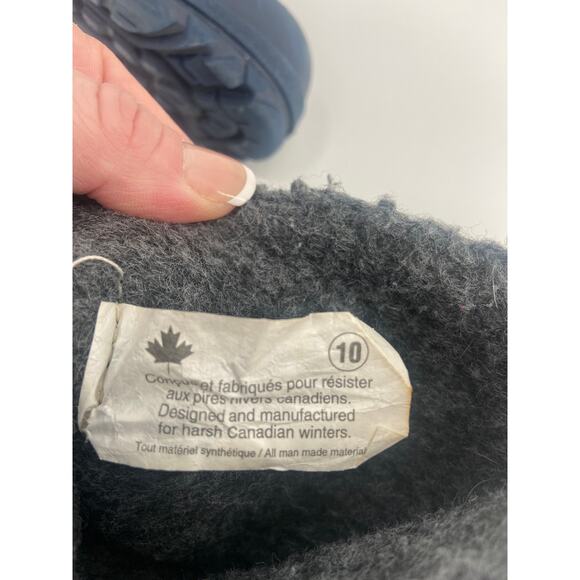 10
Conçus et fabriqués pour résister
aux pires hivers canadiens.
Designed and manufactured
for harsh Canadian winters.
Tout matériel synthétique / All man made material